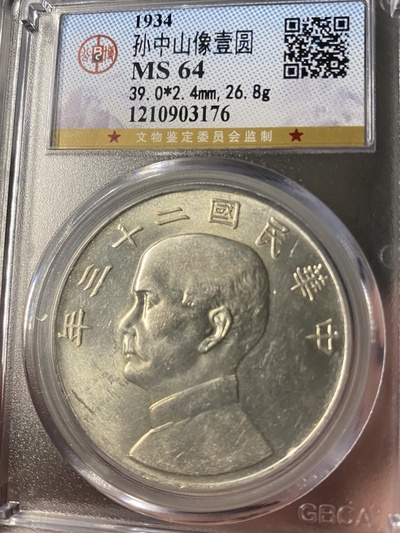 1934
孙中山像壹圆
MS 64
39.0*2.4mm, 26.8g
1210903176
★ 文物鉴定委员会监制 ★
年三十二國民華中
GBCA